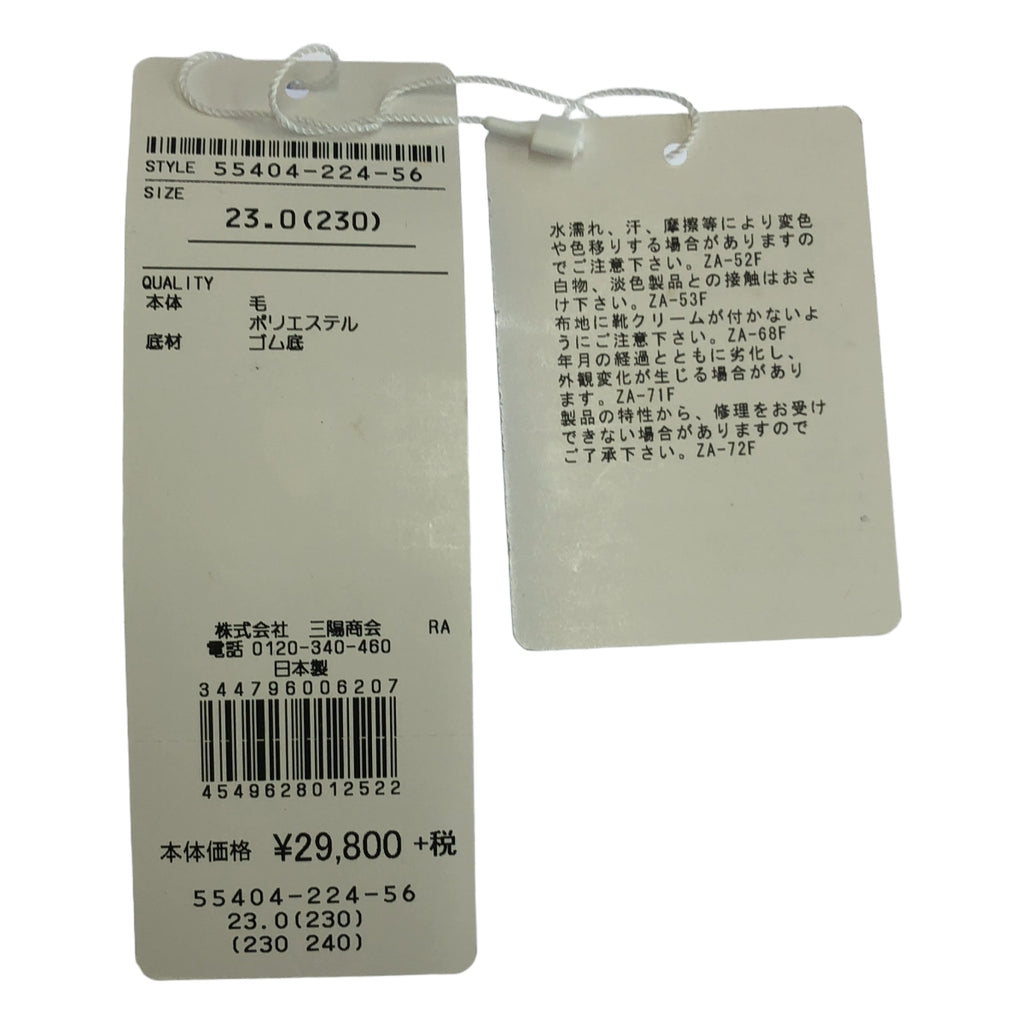 STYLE 55404-224-56
SIZE
23.0(230)
QUALITY
本体 毛
ポリエステル
底材 ゴム底
株式会社 三陽商会 RA
電話 0120-340-460
日本製
344796006207
4549628012522
本体価格 ¥29,800 +税
55404-224-56
23.0(230)
(230 240)
水濡れ、汗、摩擦等により変色
や色移りする場合がありますの
でご注意下さい。ZA-52F
白物、淡色製品との接触はおさ
け下さい。ZA-53F
布地に靴クリームが付かないよ
うにご注意下さい。ZA-68F
年月の経過とともに劣化し、
外観変化が生じる場合があり
ます。ZA-71F
製品の特性から、修理をお受け
できない場合がありますので
ご了承下さい。ZA-72F